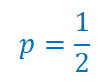 p = 1/2